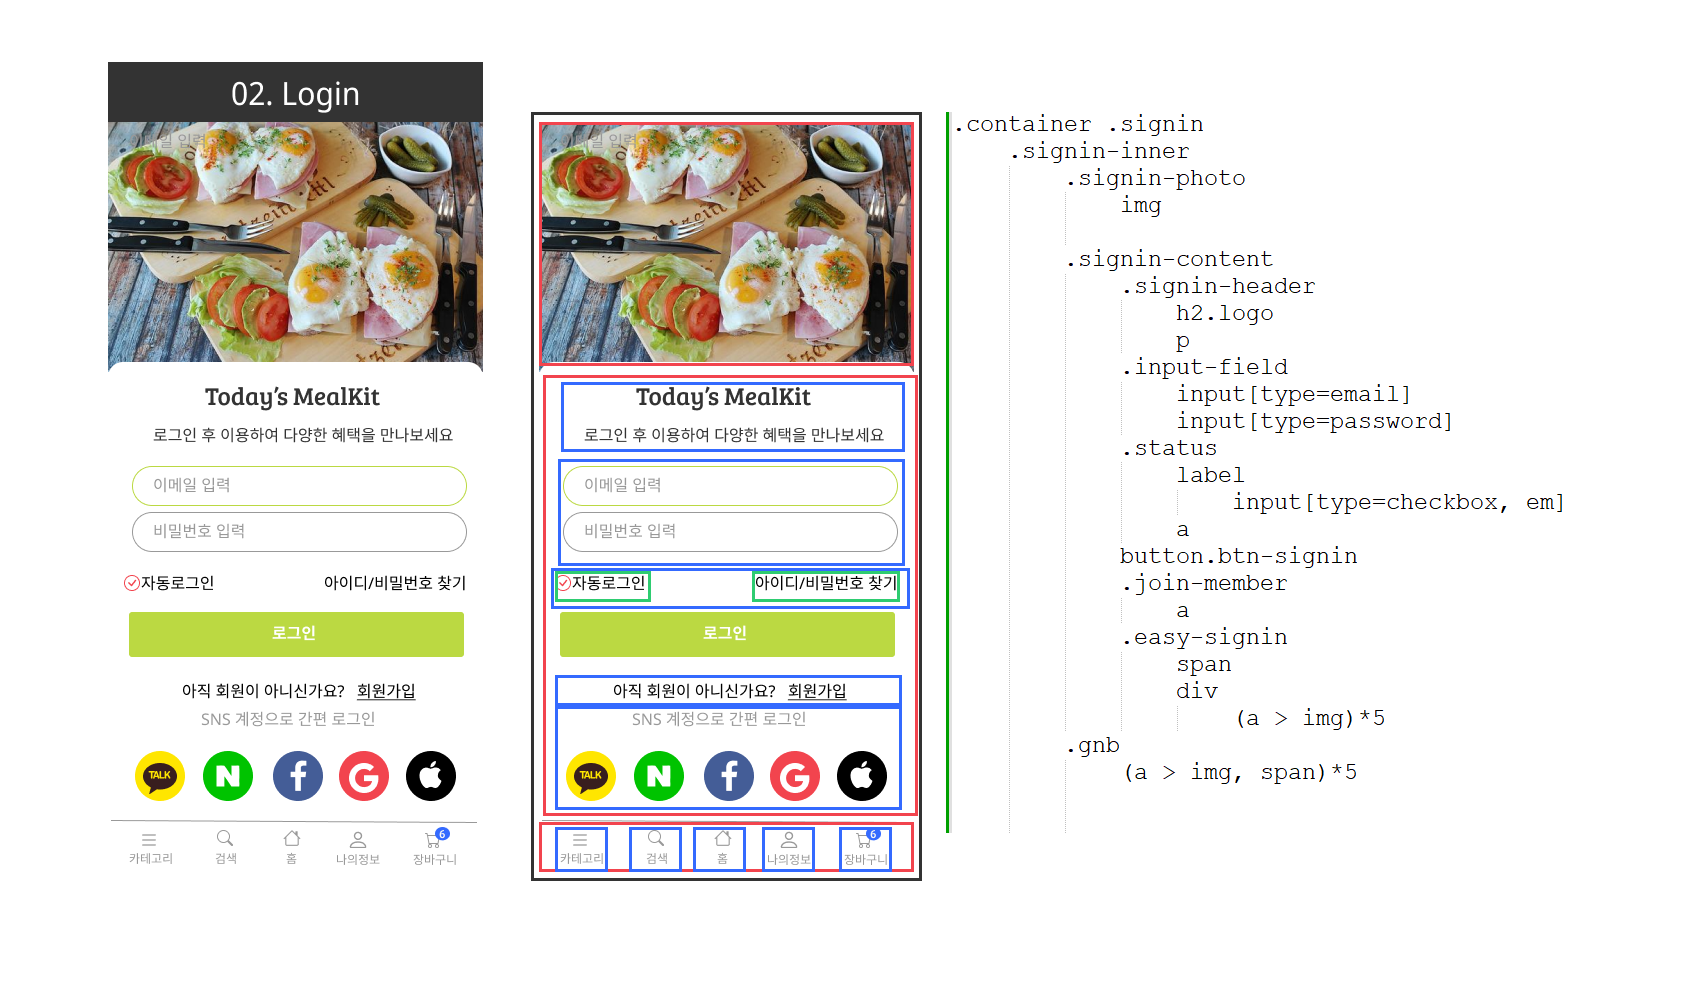 02. Login
메일 입력
Today's MealKit
로그인 후 이용하여 다양한 혜택을 만나보세요
이메일 입력
비밀번호 입력
자동로그인
아이디/비밀번호 찾기
로그인
아직 회원이 아니신가요? 회원가입
SNS 계정으로 간편 로그인
TALK
N
f
G
6
카테고리
검색
홈
나의정보
장바구니
메일 입력
Today's MealKit
로그인 후 이용하여 다양한 혜택을 만나보세요
이메일 입력
비밀번호 입력
자동로그인
아이디/비밀번호 찾기
로그인
아직 회원이 아니신가요? 회원가입
SNS 계정으로 간편 로그인
TALK
N
f
G
6
카테고리
검색
홈
나의정보
장바구니
.container .signin
.signin-inner
.signin-photo
img
.signin-content
.signin-header
h2.logo
p
.input-field
input[type=email]
input[type=password]
.status
label
input[type=checkbox, em]
a
button.btn-signin
.join-member
a
.easy-signin
span
div
(a > img)*5
.gnb
(a > img, span)*5